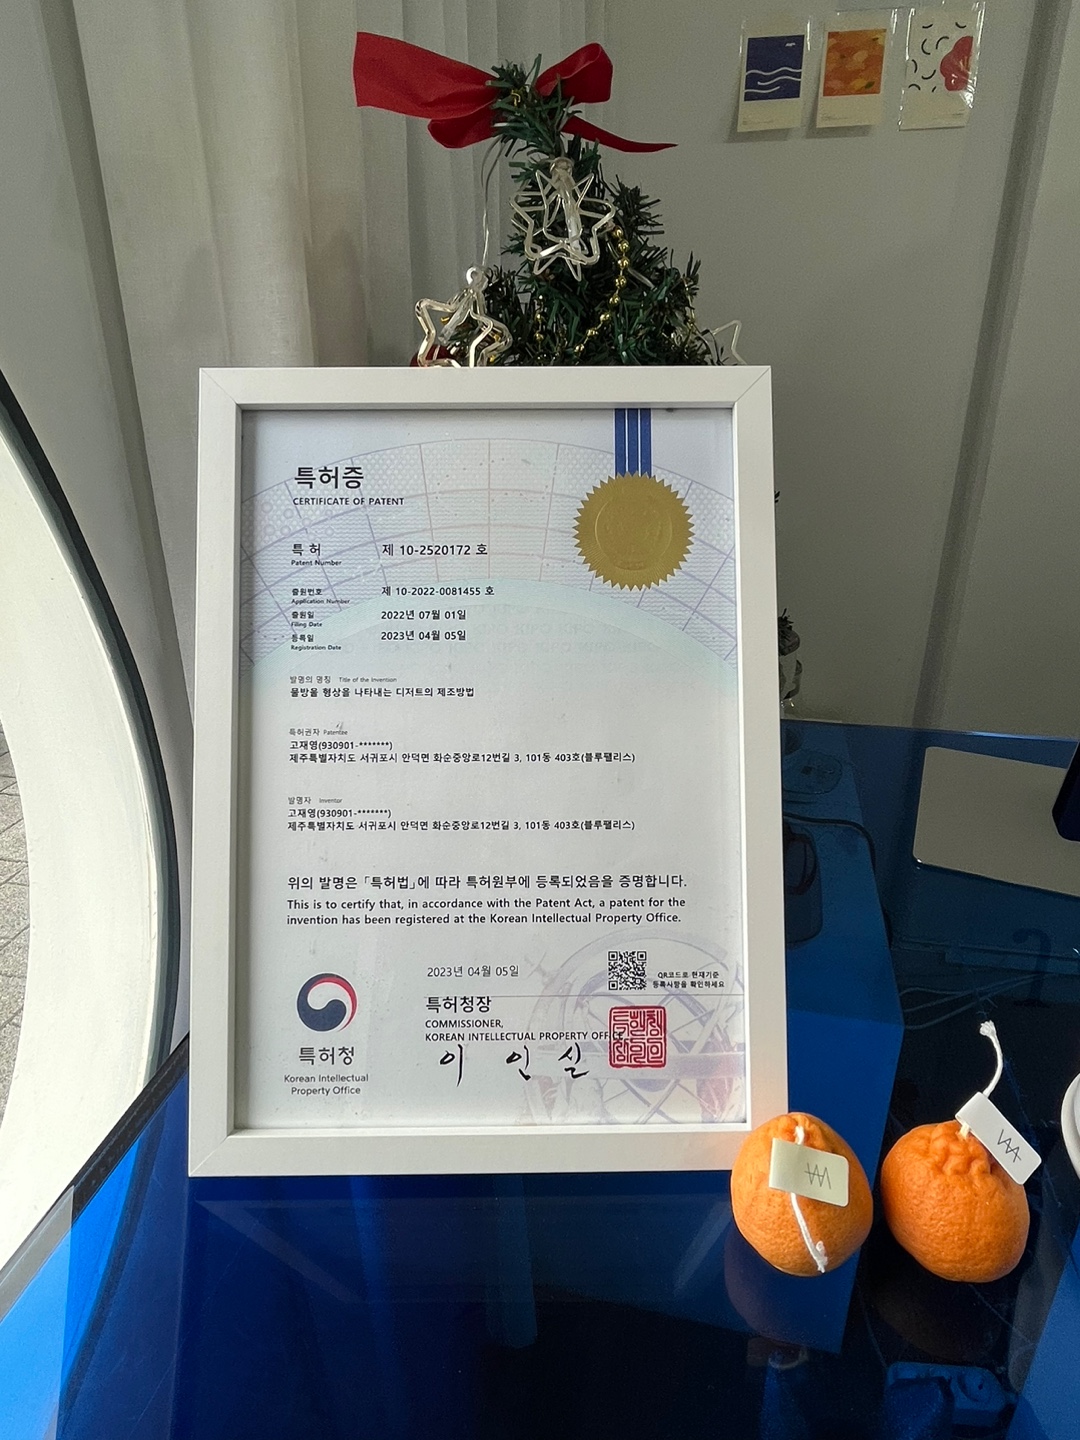 특허증
CERTIFICATE OF PATENT
특 허 제 10-2520172 호
Patent Number
출원번호 제 10-2022-0081455 호
Application Number
출원일 2022년 07월 01일
Filing Date
등록일 2023년 04월 05일
Registration Date
발명의 명칭 Title of the Invention
물방울 형상을 나타내는 디저트의 제조방법
특허권자 Patentee
고재영(930901-*******)
제주특별자치도 서귀포시 안덕면 화순중앙로12번길 3, 101동 403호(블루팰리스)
발명자 Inventor
고재영(930901-*******)
제주특별자치도 서귀포시 안덕면 화순중앙로12번길 3, 101동 403호(블루팰리스)
위의 발명은 「특허법」에 따라 특허원부에 등록되었음을 증명합니다.
This is to certify that, in accordance with the Patent Act, a patent for the
invention has been registered at the Korean Intellectual Property Office.
2023년 04월 05일
QR코드로 현재기준
등록사항을 확인하세요
특허청장
COMMISSIONER,
KOREAN INTELLECTUAL PROPERTY OFFICE
이 인 실
특허청
Korean Intellectual
Property Office